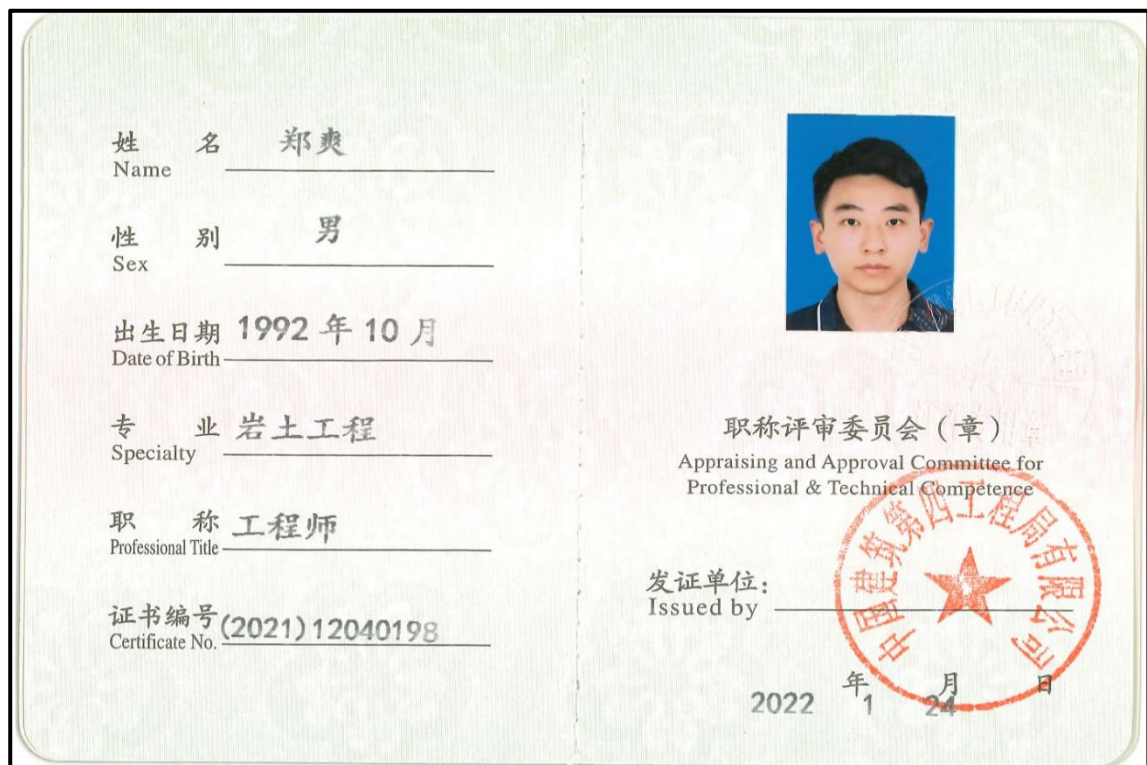 姓名 郑爽
Name
性别 男
Sex
出生日期 1992 年 10 月
Date of Birth
专业 岩土工程
Specialty
职称 工程师
Professional Title
证书编号 (2021)12040198
Certificate No.
职称评审委员会（章）
Appraising and Approval Committee for
Professional & Technical Competence
中国建筑第四工程局有限公司
发证单位：
Issued by
年 月 日
2022 1 24